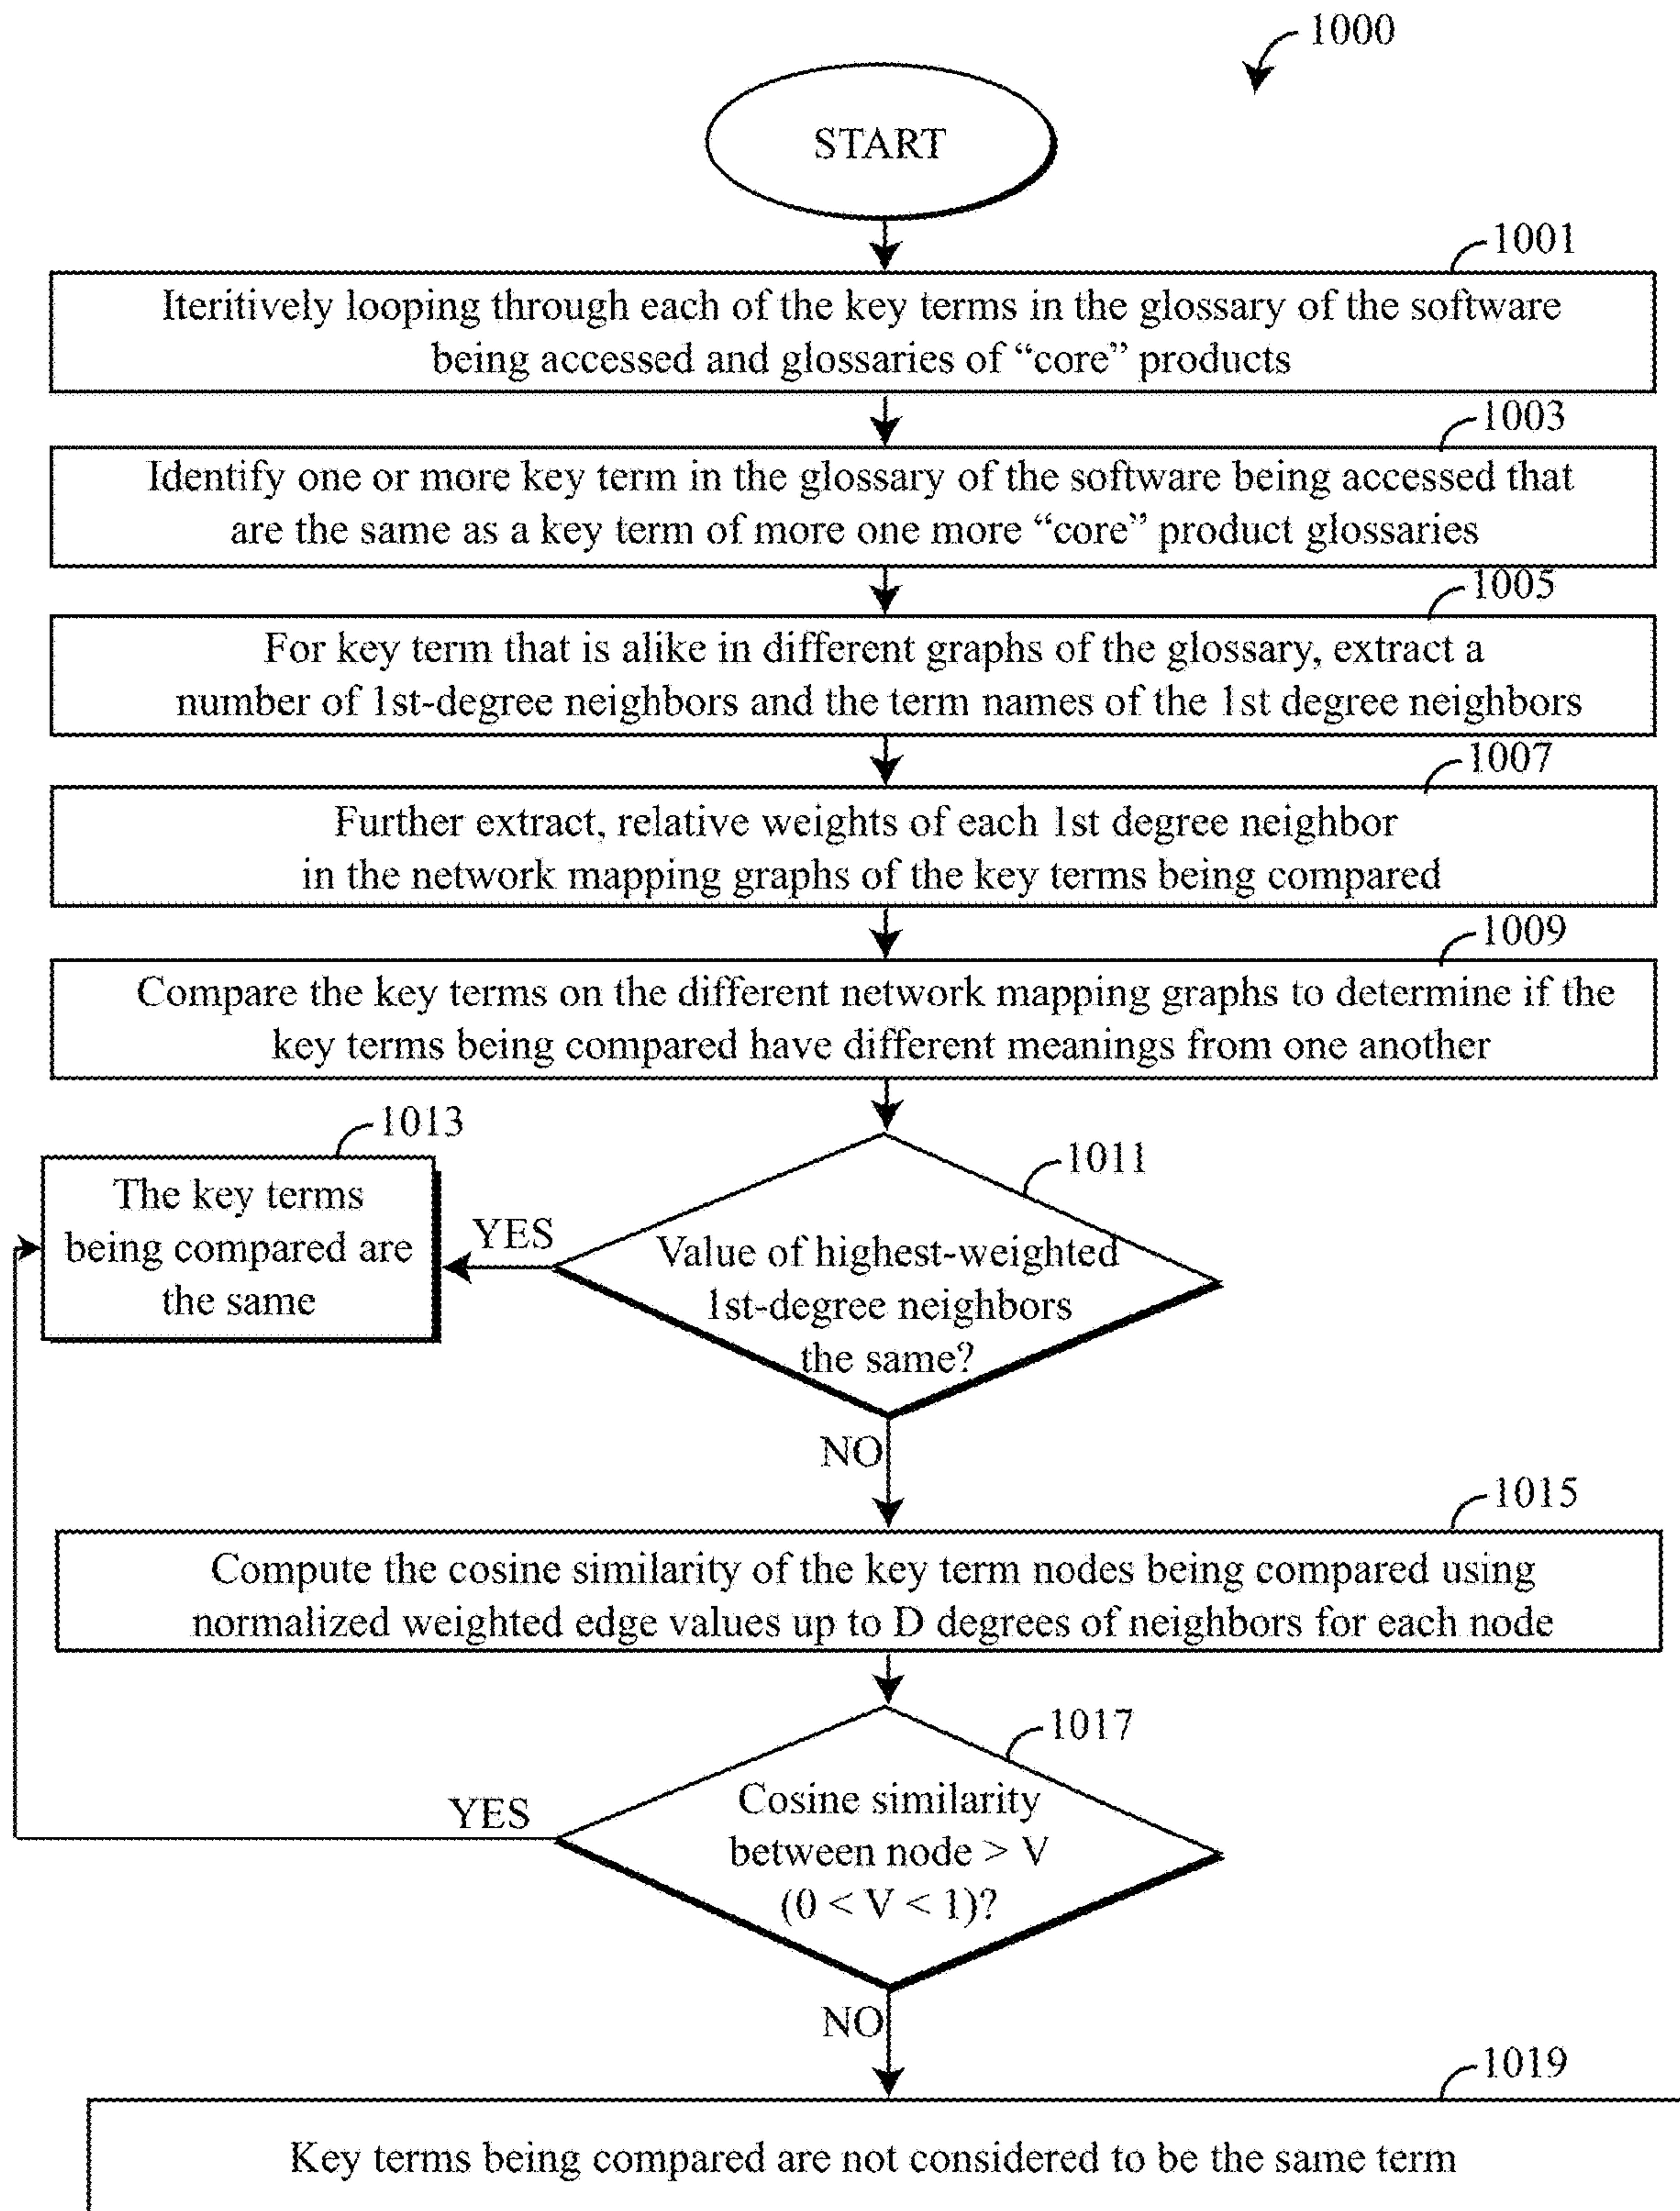 1000
START
1001
Iteritively looping through each of the key terms in the glossary of the software
being accessed and glossaries of “core” products
1003
Identify one or more key term in the glossary of the software being accessed that
are the same as a key term of more one more “core” product glossaries
1005
For key term that is alike in different graphs of the glossary, extract a
number of 1st-degree neighbors and the term names of the 1st degree neighbors
1007
Further extract, relative weights of each 1st degree neighbor
in the network mapping graphs of the key terms being compared
1009
Compare the key terms on the different network mapping graphs to determine if the
key terms being compared have different meanings from one another
1013
The key terms
being compared are
the same
YES
1011
Value of highest-weighted
1st-degree neighbors
the same?
NO
1015
Compute the cosine similarity of the key term nodes being compared using
normalized weighted edge values up to D degrees of neighbors for each node
1017
YES
Cosine similarity
between node > V
(0 < V < 1)?
NO
1019
Key terms being compared are not considered to be the same term